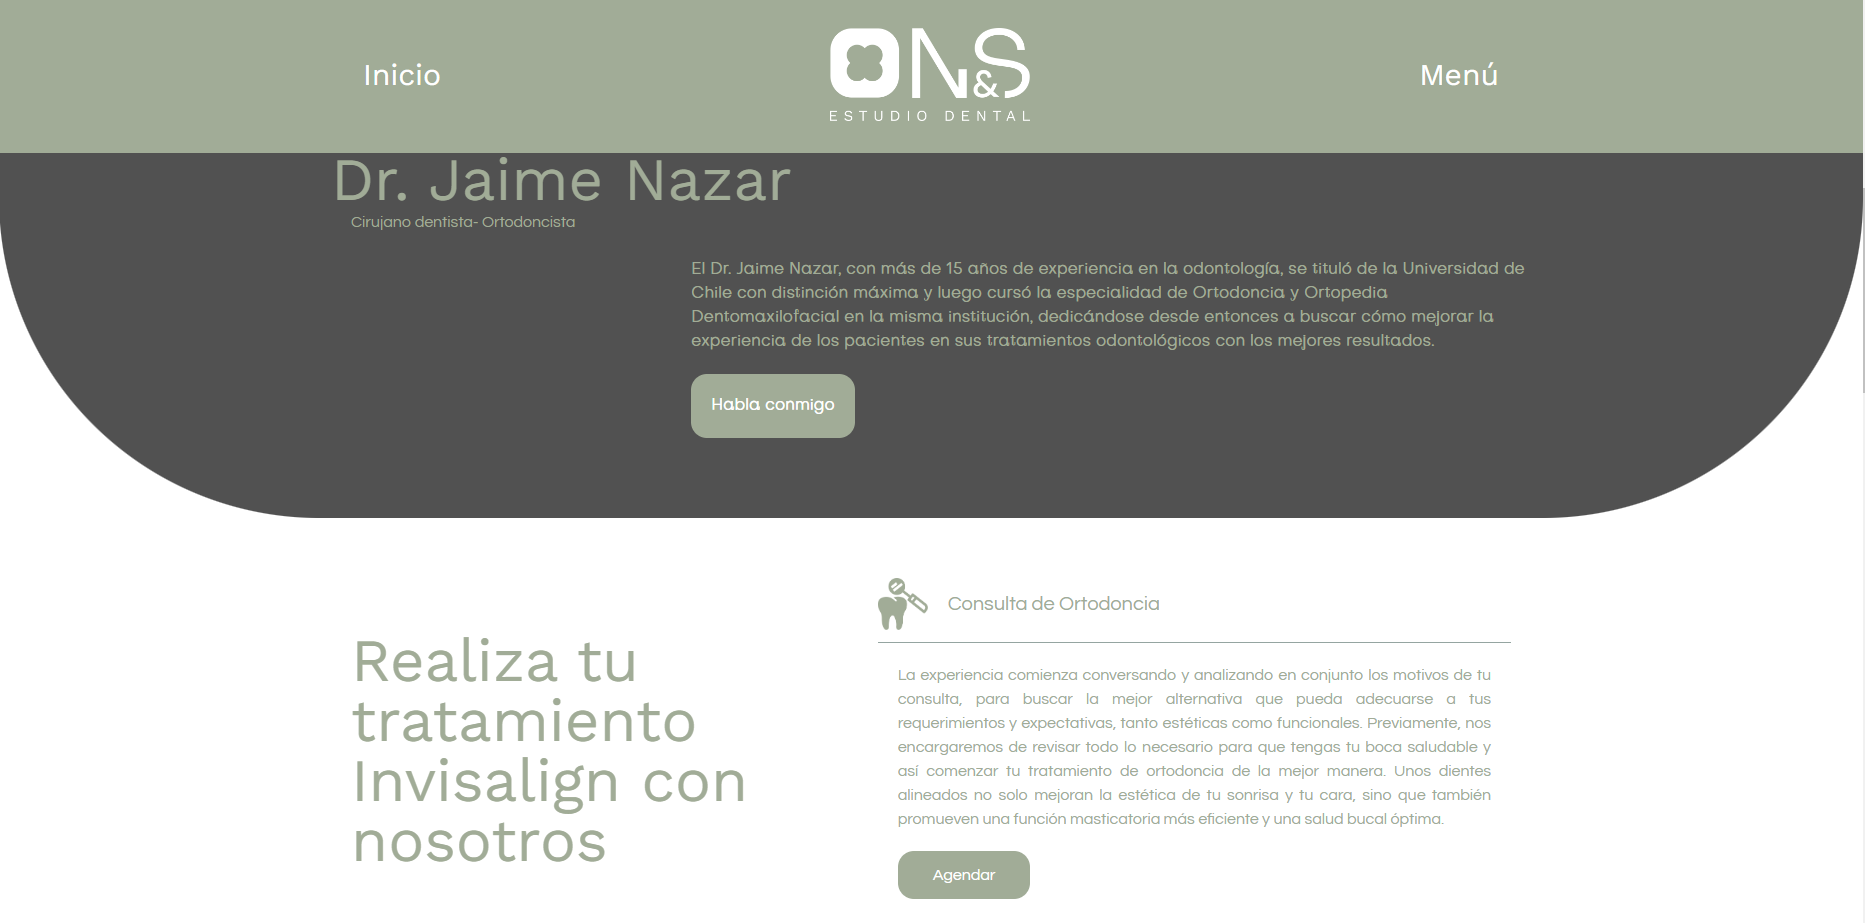 Inicio
N&S
ESTUDIO DENTAL
Menú
Dr. Jaime Nazar
Cirujano dentista- Ortodoncista
El Dr. Jaime Nazar, con más de 15 años de experiencia en la odontología, se tituló de la Universidad de
Chile con distinción máxima y luego cursó la especialidad de Ortodoncia y Ortopedia
Dentomaxilofacial en la misma institución, dedicándose desde entonces a buscar cómo mejorar la
experiencia de los pacientes en sus tratamientos odontológicos con los mejores resultados.
Habla conmigo
Realiza tu
tratamiento
Invisalign con
nosotros
Consulta de Ortodoncia
La experiencia comienza conversando y analizando en conjunto los motivos de tu
consulta, para buscar la mejor alternativa que pueda adecuarse a tus
requerimientos y expectativas, tanto estéticas como funcionales. Previamente, nos
encargaremos de revisar todo lo necesario para que tengas tu boca saludable y
así comenzar tu tratamiento de ortodoncia de la mejor manera. Unos dientes
alineados no solo mejoran la estética de tu sonrisa y tu cara, sino que también
promueven una función masticatoria más eficiente y una salud bucal óptima.
Agendar